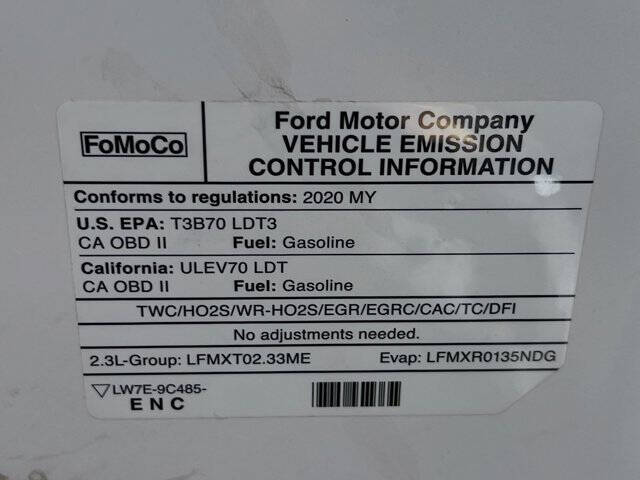 FoMoCo
Ford Motor Company
VEHICLE EMISSION
CONTROL INFORMATION
Conforms to regulations: 2020 MY
U.S. EPA: T3B70 LDT3
CA OBD II Fuel: Gasoline
California: ULEV70 LDT
CA OBD II Fuel: Gasoline
TWC/HO2S/WR-HO2S/EGR/EGRC/CAC/TC/DFI
No adjustments needed.
2.3L-Group: LFMXT02.33ME Evap: LFMXR0135NDG
LW7E-9C485-
ENC